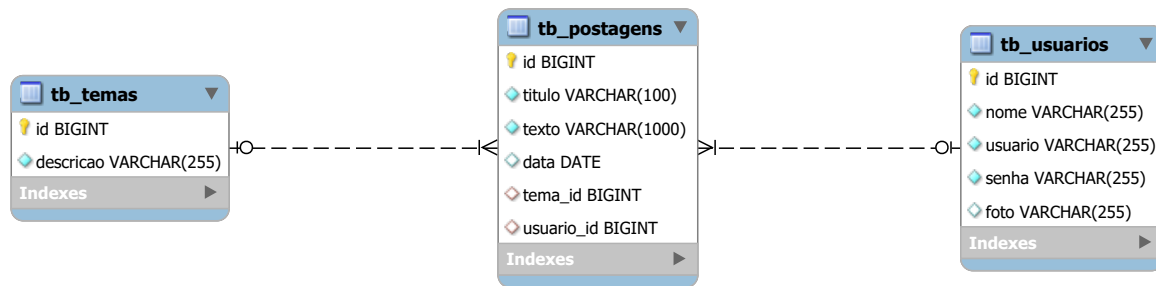 tb_temas
id BIGINT
descricao VARCHAR(255)
Indexes
tb_postagens
id BIGINT
titulo VARCHAR(100)
texto VARCHAR(1000)
data DATE
tema_id BIGINT
usuario_id BIGINT
Indexes
tb_usuarios
id BIGINT
nome VARCHAR(255)
usuario VARCHAR(255)
senha VARCHAR(255)
foto VARCHAR(255)
Indexes